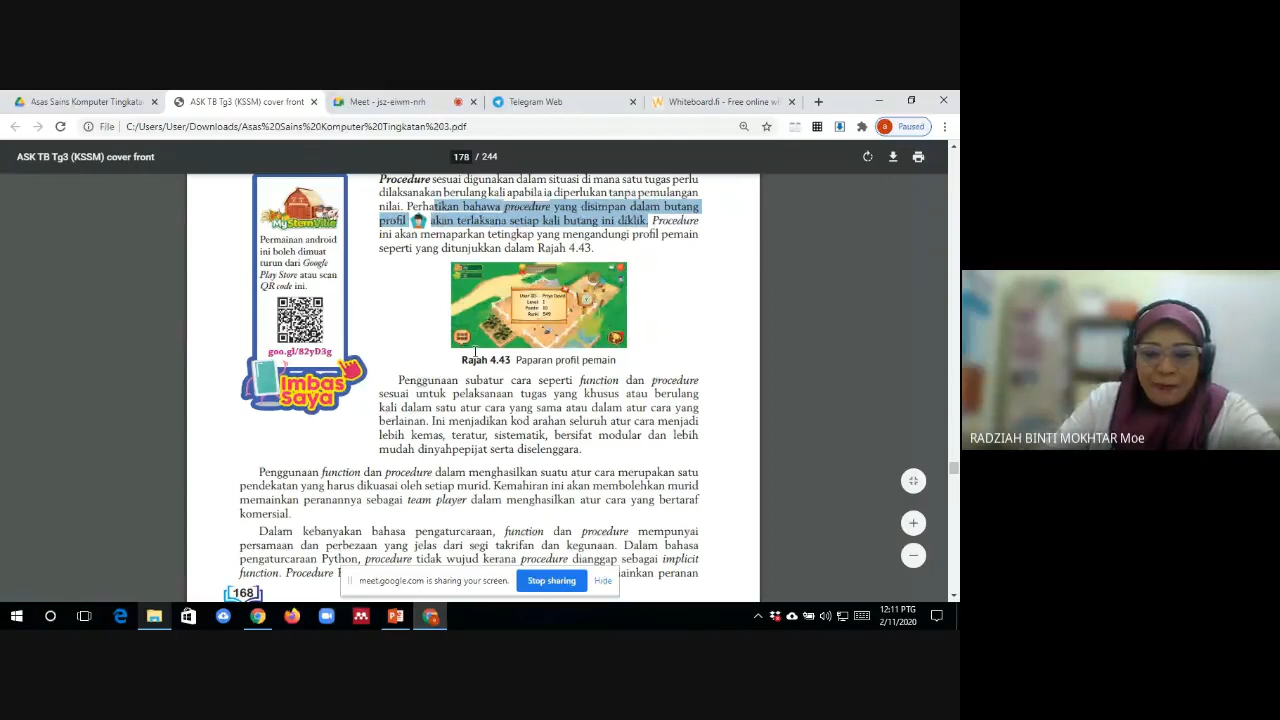 Asas Sains Komputer Tingkata
ASK TB Tg3 (KSSM) cover front
Meet - jsz-eiwm-nrh
Telegram Web
Whiteboard.fi - Free online wh
File
C:/Users/User/Downloads/Asas%20Sains%20Komputer%20Tingkatan%203.pdf
a
Paused
ASK TB Tg3 (KSSM) cover front
178 / 244
MyStemVille
Permainan android
ini boleh dimuat
turun dari Google
Play Store atau scan
QR code ini.
goo.gl/82yD3g
Imbas
Saya
Procedure sesuai digunakan dalam situasi di mana satu tugas perlu
dilaksanakan berulang kali apabila ia diperlukan tanpa pemulangan
nilai. Perhatikan bahawa procedure yang disimpan dalam butang
profil akan terlaksana setiap kali butang ini diklik. Procedure
ini akan memaparkan tetingkap yang mengandungi profil pemain
seperti yang ditunjukkan dalam Rajah 4.43.
Rajah 4.43 Paparan profil pemain
Penggunaan subatur cara seperti function dan procedure
sesuai untuk pelaksanaan tugas yang khusus atau berulang
kali dalam satu atur cara yang sama atau dalam atur cara yang
berlainan. Ini menjadikan kod arahan seluruh atur cara menjadi
lebih kemas, teratur, sistematik, bersifat modular dan lebih
mudah dinyahpepijat serta diselenggara.
Penggunaan function dan procedure dalam menghasilkan suatu atur cara merupakan satu
pendekatan yang harus dikuasai oleh setiap murid. Kemahiran ini akan membolehkan murid
memainkan peranannya sebagai team player dalam menghasilkan atur cara yang bertaraf
komersial.
Dalam kebanyakan bahasa pengaturcaraan, function dan procedure mempunyai
persamaan dan perbezaan yang jelas dari segi takrifan dan kegunaan. Dalam bahasa
pengaturcaraan Python, procedure tidak wujud kerana procedure dianggap sebagai implicit
function. Procedure peranan
168
meet.google.com is sharing your screen.
Stop sharing
Hide
12:11 PTG
2/11/2020
RADZIAH BINTI MOKHTAR Moe